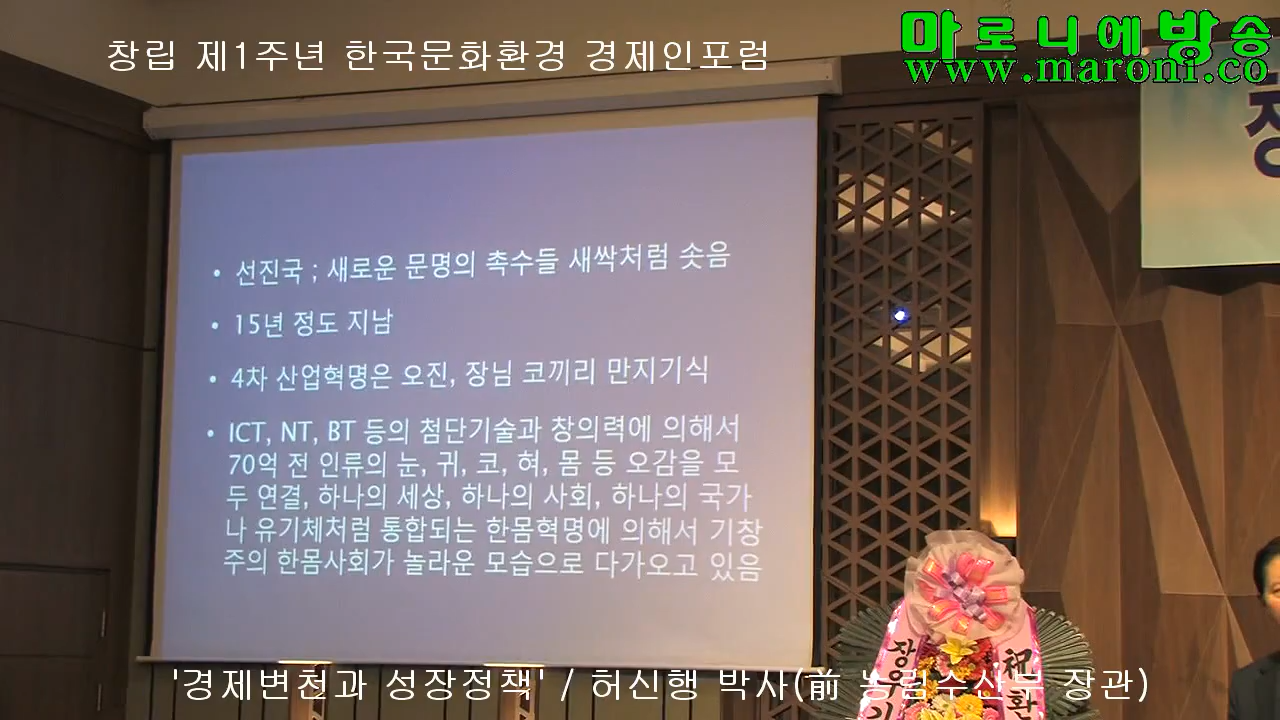 창립 제1주년 한국문화환경 경제인포럼
마로니에방송
www.maroni.co
• 선진국 ; 새로운 문명의 촉수들 새싹처럼 솟음
• 15년 정도 지남
• 4차 산업혁명은 오진, 장님 코끼리 만지기식
• ICT, NT, BT 등의 첨단기술과 창의력에 의해서
70억 전 인류의 눈, 귀, 코, 혀, 몸 등 오감을 모
두 연결, 하나의 세상, 하나의 사회, 하나의 국가
나 유기체처럼 통합되는 한몸혁명에 의해서 기창
주의 한몸사회가 놀라운 모습으로 다가오고 있음
장우기
祝환
'경제변천과 성장정책' / 허신행 박사(前 농림수산부 장관)